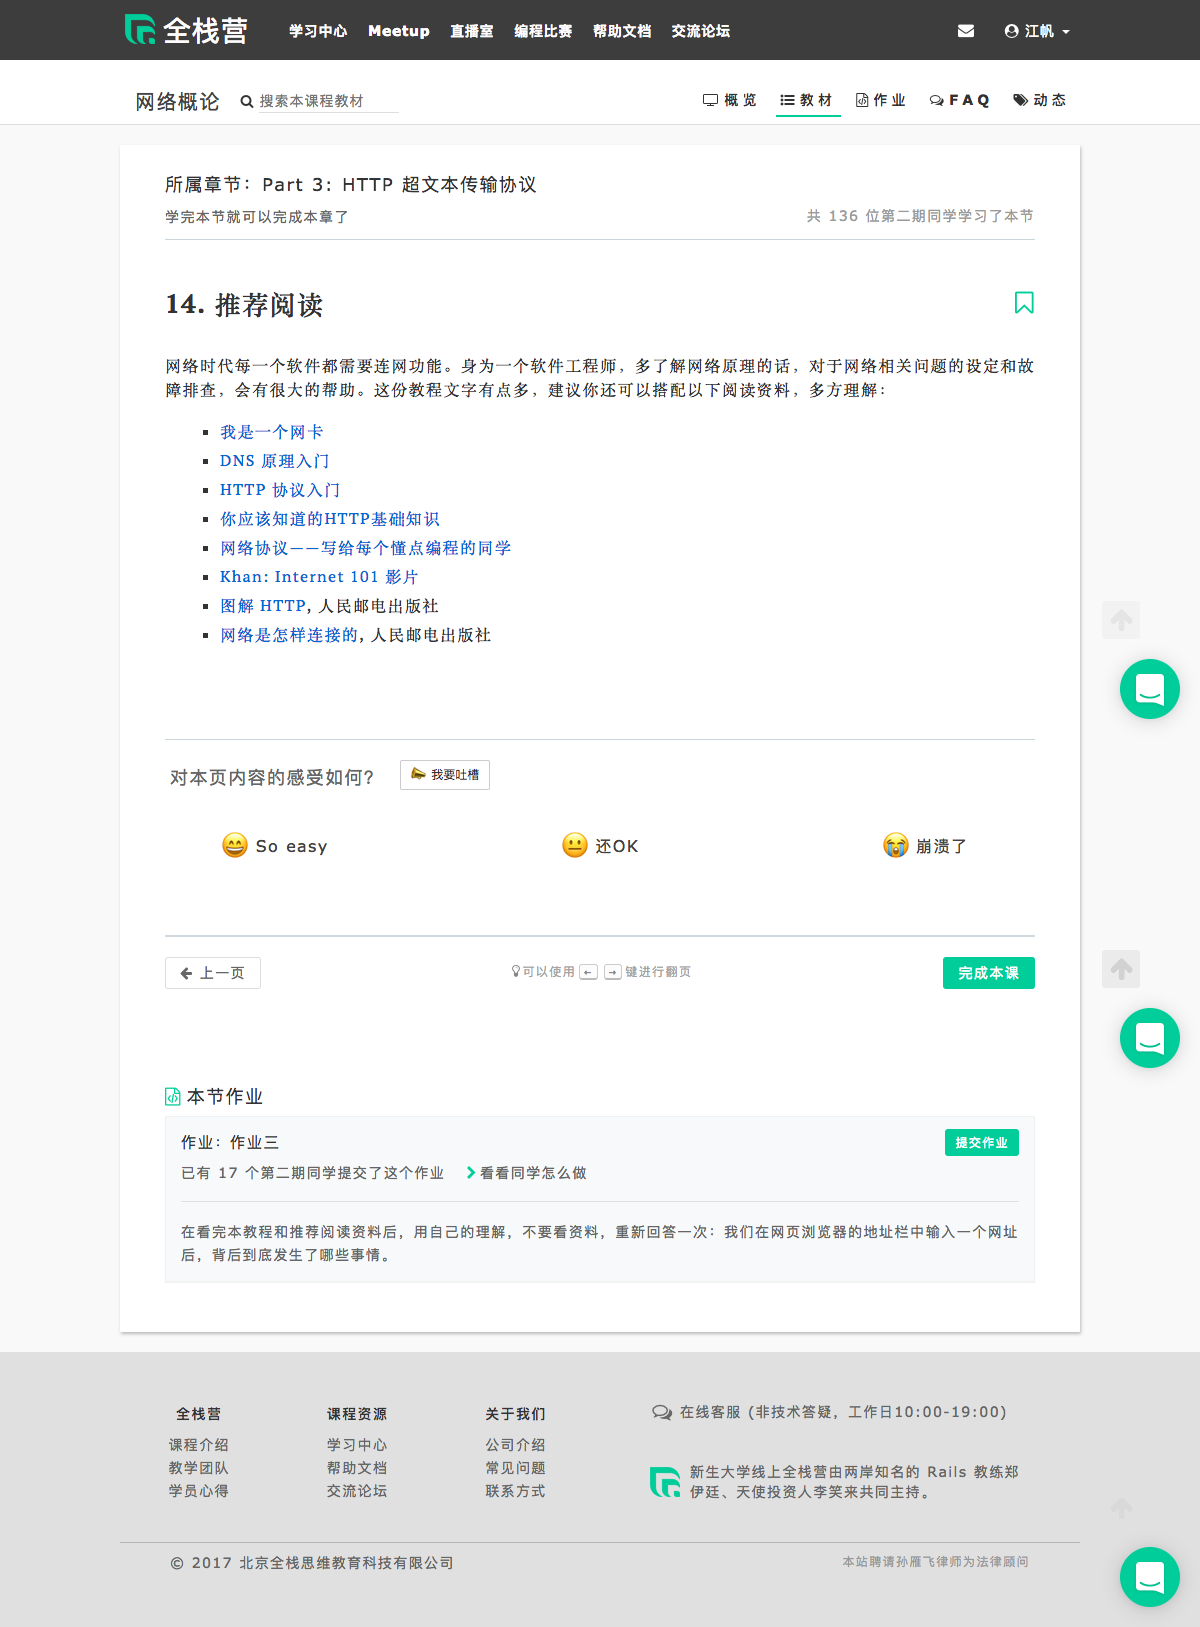 全栈营 学习中心 Meetup 直播室 编程比赛 帮助文档 交流论坛 江帆
网络概论 搜索本课程教材 概览 教材 作业 FAQ 动态
所属章节：Part 3: HTTP 超文本传输协议
学完本节就可以完成本章了 共 136 位第二期同学学习了本节
14. 推荐阅读
网络时代每一个软件都需要连网功能。身为一个软件工程师，多了解网络原理的话，对于网络相关问题的设定和故
障排查，会有很大的帮助。这份教程文字有点多，建议你还可以搭配以下阅读资料，多方理解：
我是一个网卡
DNS 原理入门
HTTP 协议入门
你应该知道的HTTP基础知识
网络协议——写给每个懂点编程的同学
Khan: Internet 101 影片
图解 HTTP, 人民邮电出版社
网络是怎样连接的, 人民邮电出版社
对本页内容的感受如何? 我要吐槽
So easy 还OK 崩溃了
上一页 可以使用 ← → 键进行翻页 完成本课
本节作业
作业：作业三 提交作业
已有 17 个第二期同学提交了这个作业 看看同学怎么做
在看完本教程和推荐阅读资料后，用自己的理解，不要看资料，重新回答一次：我们在网页浏览器的地址栏中输入一个网址
后，背后到底发生了哪些事情。
全栈营 课程资源 关于我们 在线客服 (非技术答疑，工作日10:00-19:00)
课程介绍 学习中心 公司介绍
教学团队 帮助文档 常见问题
学员心得 交流论坛 联系方式
新生大学线上全栈营由两岸知名的 Rails 教练郑
伊廷、天使投资人李笑来共同主持。
© 2017 北京全栈思维教育科技有限公司 本站聘请孙雁飞律师为法律顾问